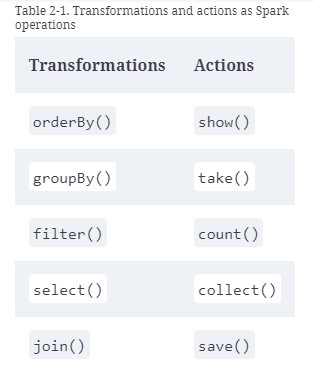 Table 2-1. Transformations and actions as Spark
operations
Transformations Actions
orderBy() show()
groupBy() take()
filter() count()
select() collect()
join() save()